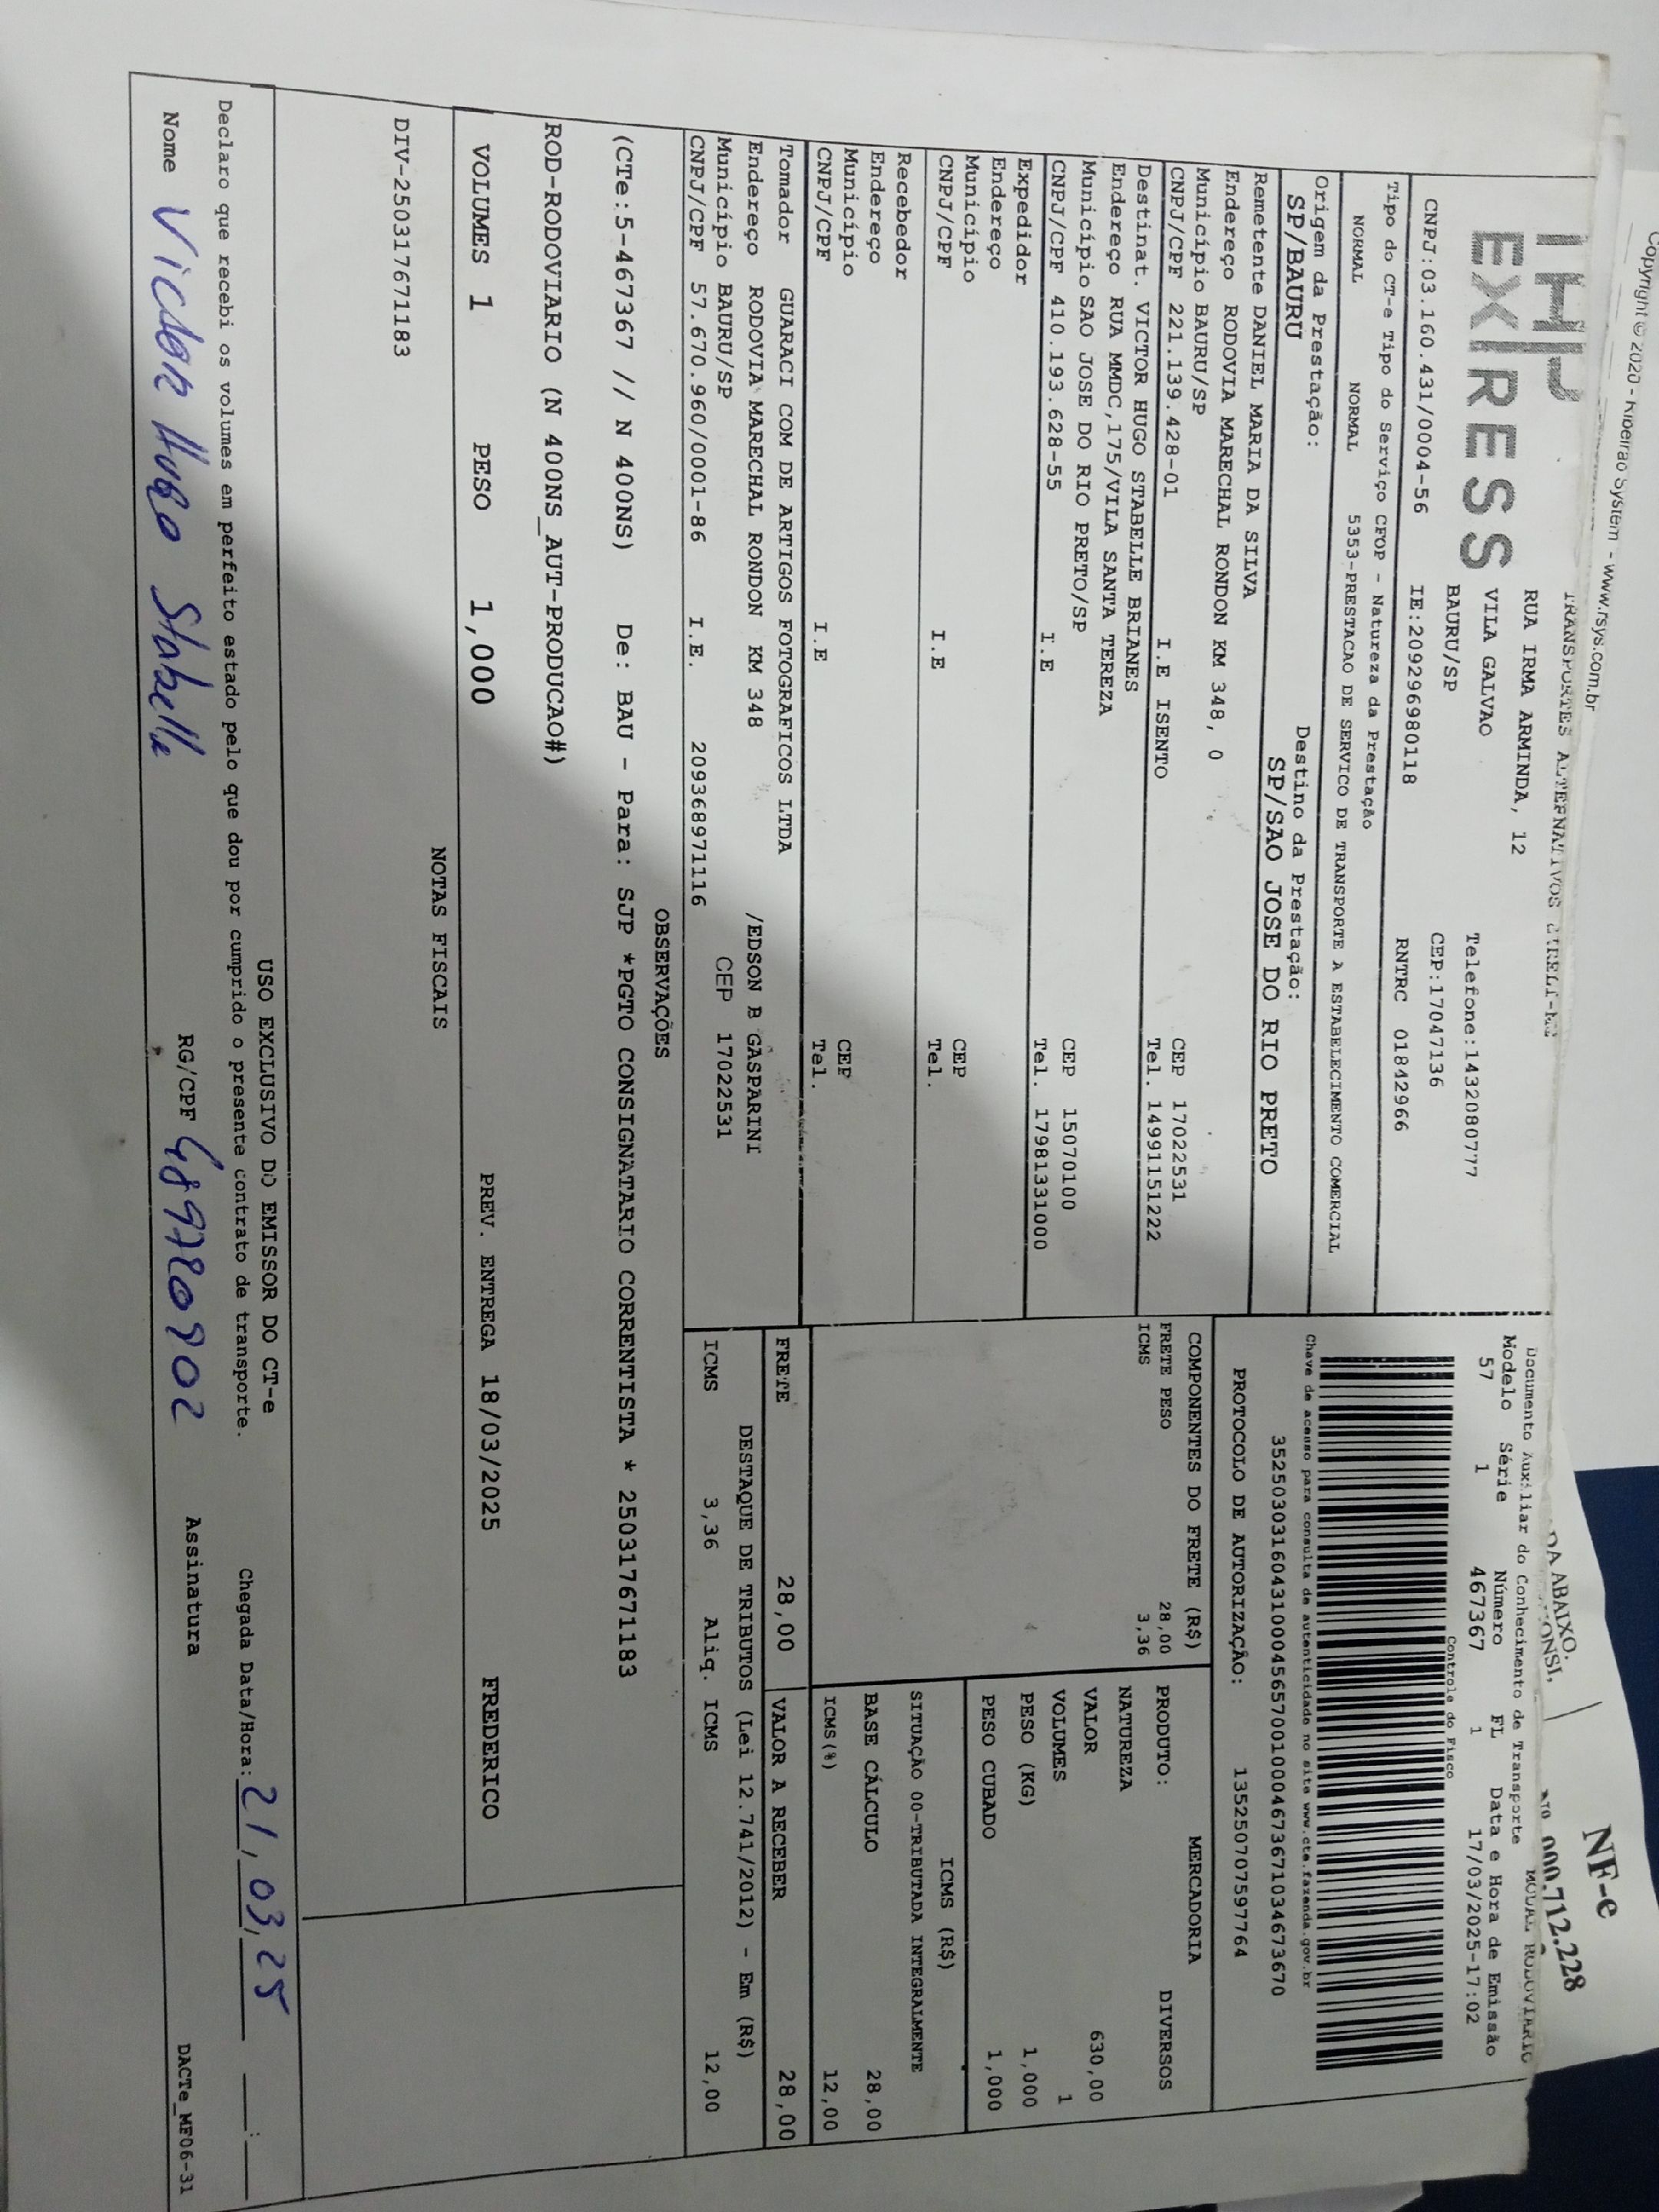 Copyright © 2020 - Ribeirao System - www.rsys.com.br
NF-e
000.712.228
DA ABAIXO.
EXPRESS
TRANSPORTES ALTERNATIVOS EIRELI-ME
RUA IRMA ARMINDA, 12
VILA GALVAO
Telefone:1432080777
BAURU/SP
CEP:17047136
CNPJ:03.160.431/0004-56 IE:209296980118 RNTRC 01842966
Documento Auxiliar do Conhecimento de Transporte MODAL RODOVIARIO
Modelo Série Número FL Data e Hora de Emissão
57 1 467367 1 17/03/2025-17:02
Controle do Fisco
Tipo do CT-e Tipo do Serviço CFOP - Natureza da Prestação
NORMAL NORMAL 5353-PRESTACAO DE SERVICO DE TRANSPORTE A ESTABELECIMENTO COMERCIAL
Chave de acesso para consulta de autenticidade no site www.cte.fazenda.gov.br
35250303160431000456570010004673671034673670
Origem da Prestação: Destino da Prestação:
SP/BAURU SP/SAO JOSE DO RIO PRETO
PROTOCOLO DE AUTORIZAÇÃO: 135250707597764
Remetente DANIEL MARIA DA SILVA
Endereço RODOVIA MARECHAL RONDON KM 348, 0
Município BAURU/SP CEP 17022531
CNPJ/CPF 221.139.428-01 I.E ISENTO Tel. 14991151222
Destinat. VICTOR HUGO STABELLE BRIANES
Endereço RUA MMDC,175/VILA SANTA TEREZA
Município SAO JOSE DO RIO PRETO/SP CEP 15070100
CNPJ/CPF 410.193.628-55 I.E Tel. 17981331000
Expedidor
Endereço
Município CEP
CNPJ/CPF I.E Tel.
Recebedor
Endereço
Município CEP
CNPJ/CPF I.E Tel.
Tomador GUARACI COM DE ARTIGOS FOTOGRAFICOS LTDA
Endereço RODOVIA MARECHAL RONDON KM 348 /EDSON B GASPARINI
Município BAURU/SP CEP 17022531
CNPJ/CPF 57.670.960/0001-86 I.E. 209368971116
COMPONENTES DO FRETE (R$)
FRETE PESO 28,00
ICMS 3,36
MERCADORIA
PRODUTO: DIVERSOS
NATUREZA
VALOR 630,00
VOLUMES 1
PESO (KG) 1,000
PESO CUBADO 1,000
ICMS (R$)
SITUAÇÃO 00-TRIBUTADA INTEGRALMENTE
BASE CÁLCULO 28,00
ICMS(%) 12,00
FRETE 28,00 VALOR A RECEBER 28,00
DESTAQUE DE TRIBUTOS (Lei 12.741/2012) - Em (R$)
ICMS 3,36 Aliq. ICMS 12,00
OBSERVAÇÕES
(CTe:5-467367 // N 400NS) De: BAU - Para: SJP *PGTO CONSIGNATARIO CORRENTISTA * 25031767​1183
ROD-RODOVIARIO (N 400NS_AUT-PRODUCAO#)
VOLUMES 1 PESO 1,000 PREV. ENTREGA 18/03/2025 FREDERICO
NOTAS FISCAIS
DIV-250317671183
USO EXCLUSIVO DO EMISSOR DO CT-e
Declaro que recebi os volumes em perfeito estado pelo que dou por cumprido o presente contrato de transporte.
Chegada Data/Hora: 21/03/25
Nome Victor Hugo Stabelle RG/CPF 489780902 Assinatura
DACTe_MF06-31